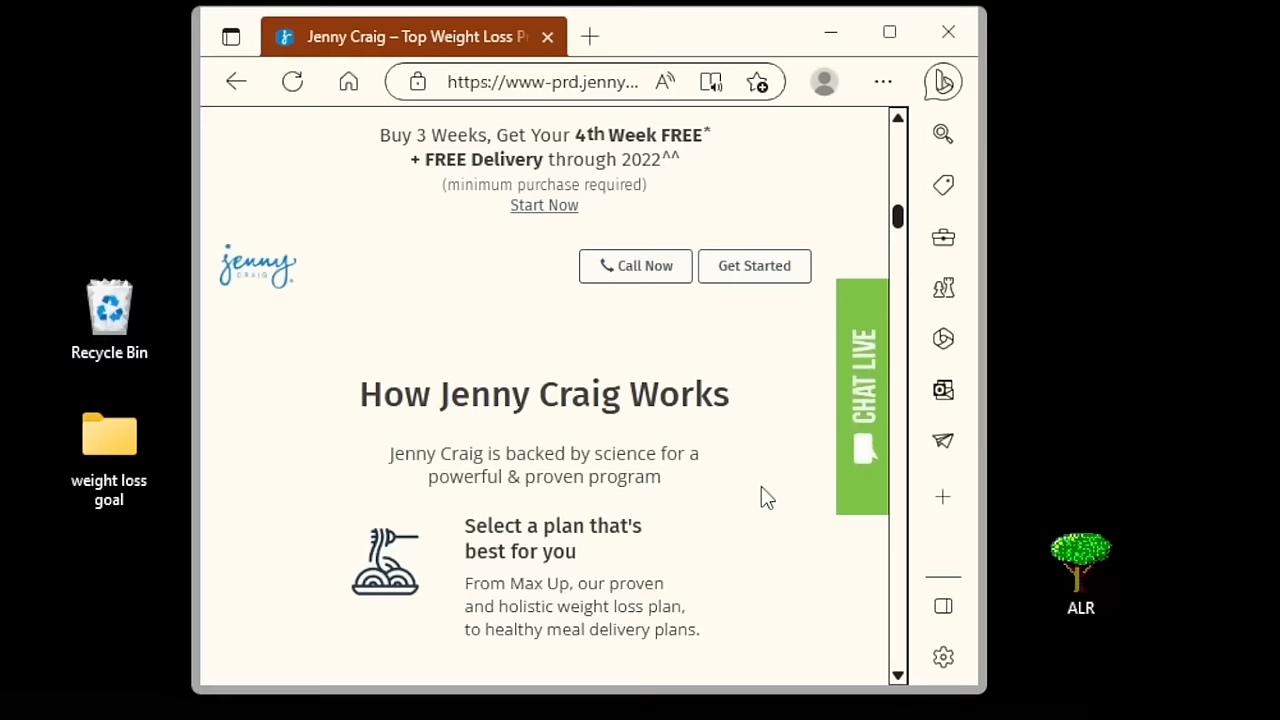 Jenny Craig – Top Weight Loss P
https://www-prd.jenny...
Buy 3 Weeks, Get Your 4th Week FREE*
+ FREE Delivery through 2022^^
(minimum purchase required)
Start Now
jenny
CRAIG
Call Now
Get Started
CHAT LIVE
How Jenny Craig Works
Jenny Craig is backed by science for a
powerful & proven program
Select a plan that's
best for you
From Max Up, our proven
and holistic weight loss plan,
to healthy meal delivery plans.
Recycle Bin
weight loss
goal
ALR